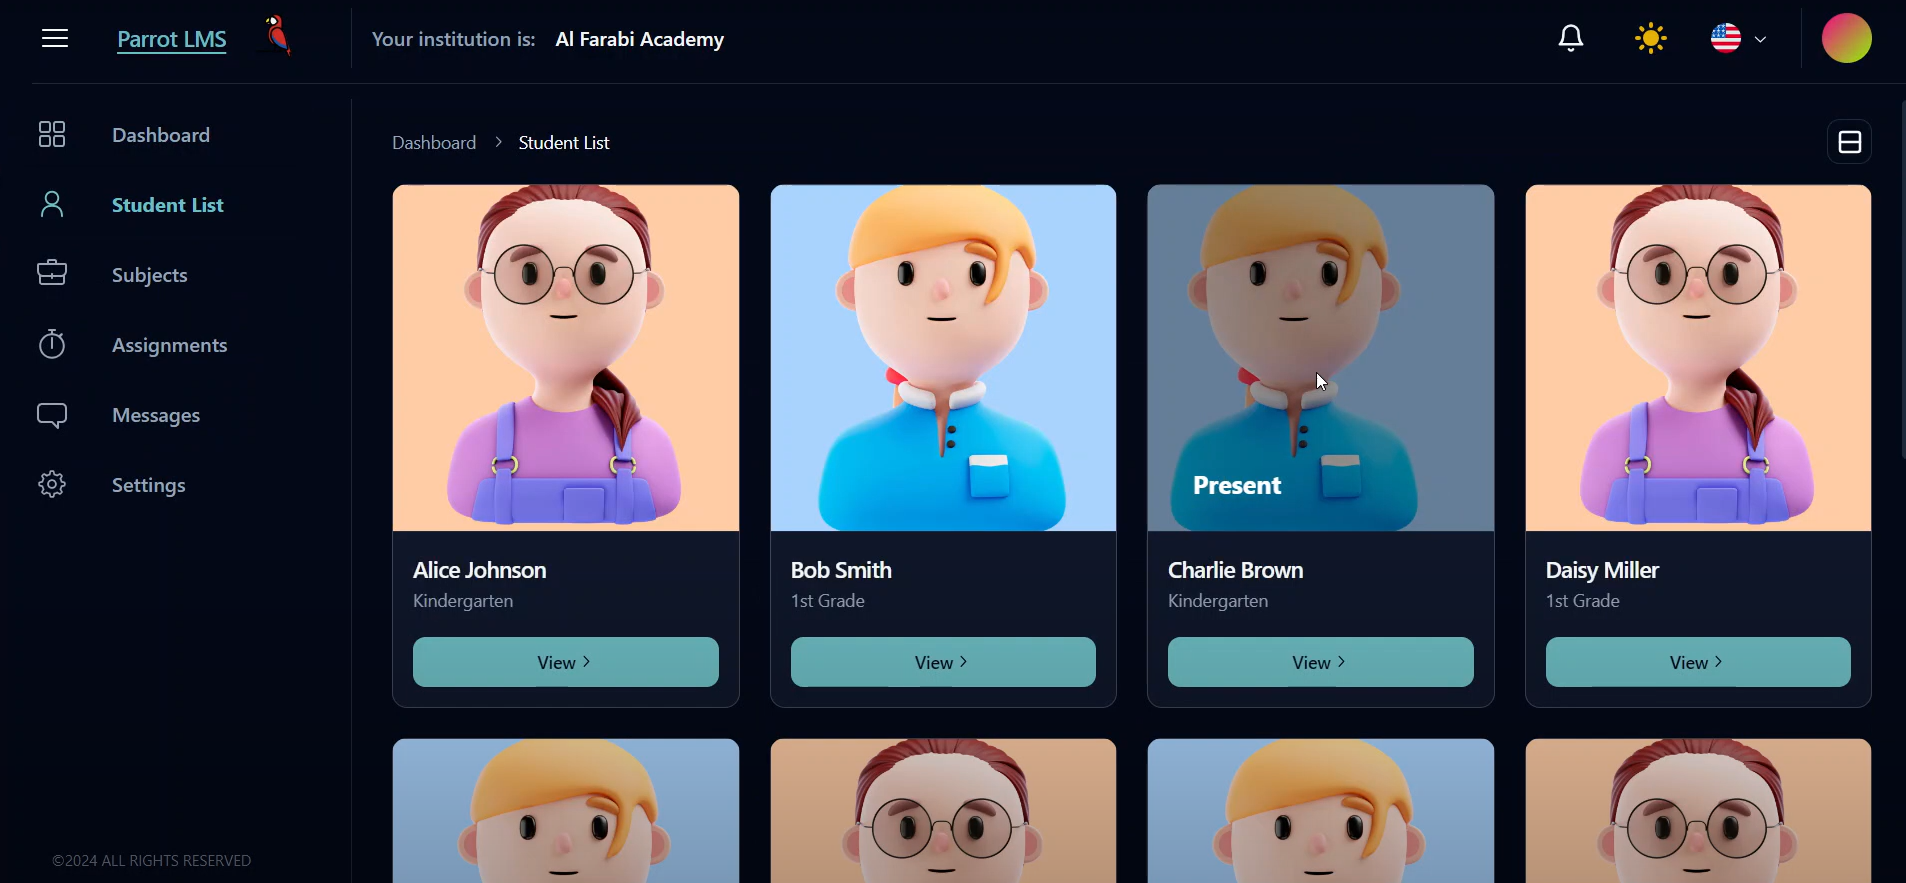 Parrot LMS
Your institution is: Al Farabi Academy
Dashboard
Student List
Subjects
Assignments
Messages
Settings
©2024 ALL RIGHTS RESERVED
Dashboard > Student List
Present
Alice Johnson
Kindergarten
View >
Bob Smith
1st Grade
View >
Charlie Brown
Kindergarten
View >
Daisy Miller
1st Grade
View >